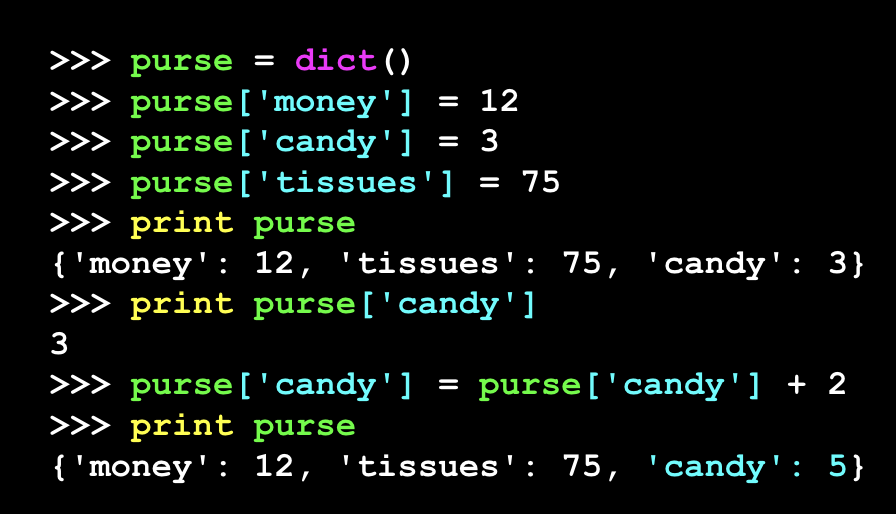 >>> purse = dict()
>>> purse['money'] = 12
>>> purse['candy'] = 3
>>> purse['tissues'] = 75
>>> print purse
{'money': 12, 'tissues': 75, 'candy': 3}
>>> print purse['candy']
3
>>> purse['candy'] = purse['candy'] + 2
>>> print purse
{'money': 12, 'tissues': 75, 'candy': 5}